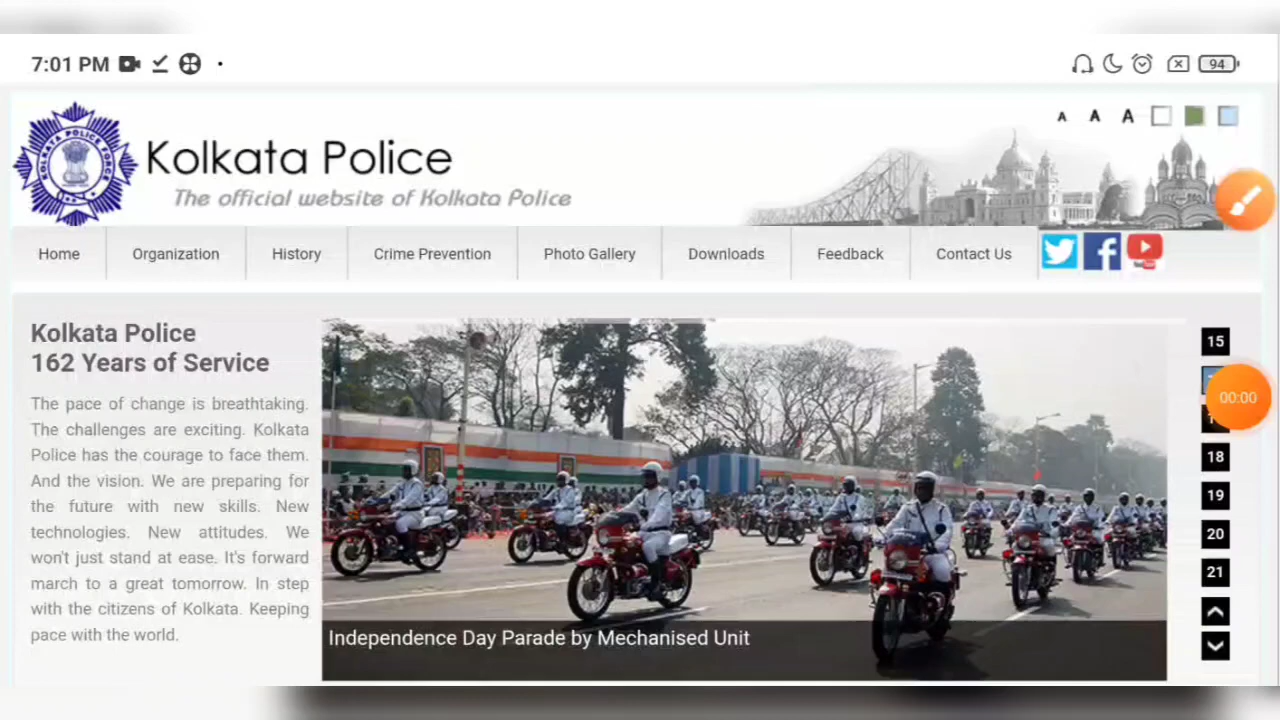 7:01 PM
94
A A A
KOLKATA POLICE FORCE
Kolkata Police
The official website of Kolkata Police
Home
Organization
History
Crime Prevention
Photo Gallery
Downloads
Feedback
Contact Us
Kolkata Police
162 Years of Service
The pace of change is breathtaking.
The challenges are exciting. Kolkata
Police has the courage to face them.
And the vision. We are preparing for
the future with new skills. New
technologies. New attitudes. We
won't just stand at ease. It's forward
march to a great tomorrow. In step
with the citizens of Kolkata. Keeping
pace with the world.
Independence Day Parade by Mechanised Unit
15
00:00
18
19
20
21